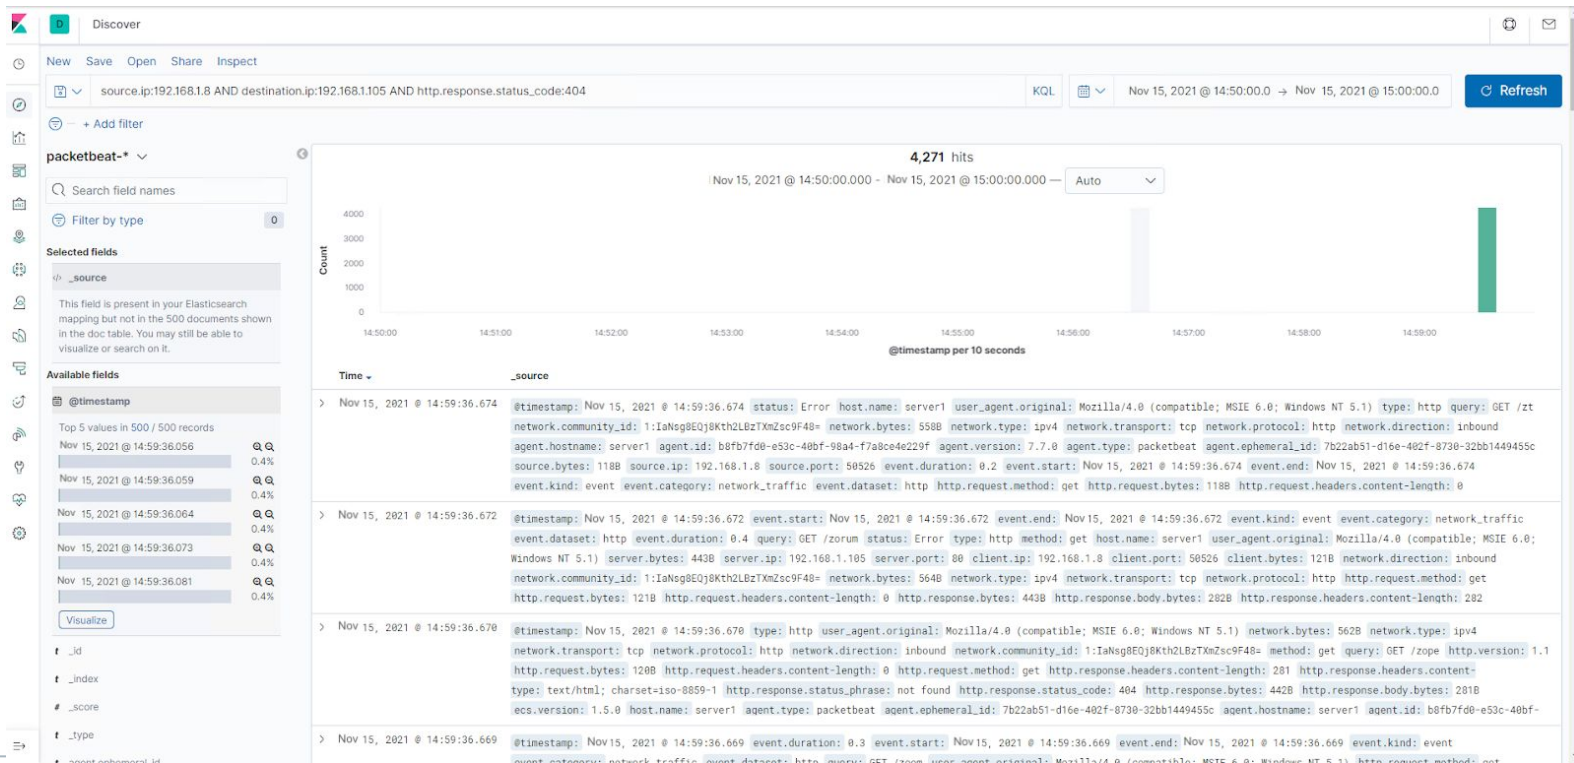 D Discover
New Save Open Share Inspect
source.ip:192.168.1.8 AND destination.ip:192.168.1.105 AND http.response.status_code:404 KQL Nov 15, 2021 @ 14:50:00.0 → Nov 15, 2021 @ 15:00:00.0 Refresh
+ Add filter
packetbeat-*
Search field names
Filter by type 0
Selected fields
</> _source
This field is present in your Elasticsearch
mapping but not in the 500 documents shown
in the doc table. You may still be able to
visualize or search on it.
Available fields
@timestamp
Top 5 values in 500 / 500 records
Nov 15, 2021 @ 14:59:36.056
0.4%
Nov 15, 2021 @ 14:59:36.059
0.4%
Nov 15, 2021 @ 14:59:36.064
0.4%
Nov 15, 2021 @ 14:59:36.073
0.4%
Nov 15, 2021 @ 14:59:36.081
0.4%
Visualize
t _id
t _index
# _score
t _type
t agent.ephemeral_id
4,271 hits
Nov 15, 2021 @ 14:50:00.000 - Nov 15, 2021 @ 15:00:00.000 — Auto
Count
4000
3000
2000
1000
0
14:50:00 14:51:00 14:52:00 14:53:00 14:54:00 14:55:00 14:56:00 14:57:00 14:58:00 14:59:00
@timestamp per 10 seconds
Time _source
Nov 15, 2021 @ 14:59:36.674 @timestamp: Nov 15, 2021 @ 14:59:36.674 status: Error host.name: server1 user_agent.original: Mozilla/4.0 (compatible; MSIE 6.0; Windows NT 5.1) type: http query: GET /zt
network.community_id: 1:IaNsg8EQj8Kth2LBzTXmZsc9F48= network.bytes: 558B network.type: ipv4 network.transport: tcp network.protocol: http network.direction: inbound
agent.hostname: server1 agent.id: b8fb7fd0-e53c-40bf-98a4-f7a8ce4e229f agent.version: 7.7.0 agent.type: packetbeat agent.ephemeral_id: 7b22ab51-d16e-402f-8730-32bb1449455c
source.bytes: 118B source.ip: 192.168.1.8 source.port: 50526 event.duration: 0.2 event.start: Nov 15, 2021 @ 14:59:36.674 event.end: Nov 15, 2021 @ 14:59:36.674
event.kind: event event.category: network_traffic event.dataset: http http.request.method: get http.request.bytes: 118B http.request.headers.content-length: 0
Nov 15, 2021 @ 14:59:36.672 @timestamp: Nov 15, 2021 @ 14:59:36.672 event.start: Nov 15, 2021 @ 14:59:36.672 event.end: Nov 15, 2021 @ 14:59:36.672 event.kind: event event.category: network_traffic
event.dataset: http event.duration: 0.4 query: GET /zorum status: Error type: http method: get host.name: server1 user_agent.original: Mozilla/4.0 (compatible; MSIE 6.0;
Windows NT 5.1) server.bytes: 443B server.ip: 192.168.1.105 server.port: 80 client.ip: 192.168.1.8 client.port: 50526 client.bytes: 121B network.direction: inbound
network.community_id: 1:IaNsg8EQj8Kth2LBzTXmZsc9F48= network.bytes: 564B network.type: ipv4 network.transport: tcp network.protocol: http http.request.method: get
http.request.bytes: 121B http.request.headers.content-length: 0 http.response.bytes: 443B http.response.body.bytes: 282B http.response.headers.content-length: 282
Nov 15, 2021 @ 14:59:36.670 @timestamp: Nov 15, 2021 @ 14:59:36.670 type: http user_agent.original: Mozilla/4.0 (compatible; MSIE 6.0; Windows NT 5.1) network.bytes: 562B network.type: ipv4
network.transport: tcp network.protocol: http network.direction: inbound network.community_id: 1:IaNsg8EQj8Kth2LBzTXmZsc9F48= method: get query: GET /zope http.version: 1.1
http.request.bytes: 120B http.request.headers.content-length: 0 http.request.method: get http.response.headers.content-length: 281 http.response.headers.content-
type: text/html; charset=iso-8859-1 http.response.status_phrase: not found http.response.status_code: 404 http.response.bytes: 442B http.response.body.bytes: 281B
ecs.version: 1.5.0 host.name: server1 agent.type: packetbeat agent.ephemeral_id: 7b22ab51-d16e-402f-8730-32bb1449455c agent.hostname: server1 agent.id: b8fb7fd0-e53c-40bf-
Nov 15, 2021 @ 14:59:36.669 @timestamp: Nov 15, 2021 @ 14:59:36.669 event.duration: 0.3 event.start: Nov 15, 2021 @ 14:59:36.669 event.end: Nov 15, 2021 @ 14:59:36.669 event.kind: event
event.category: network_traffic event.dataset: http query: GET /zoom user_agent.original: Mozilla/4.0 (compatible; MSIE 6.0; Windows NT 5.1) http.request.method: get